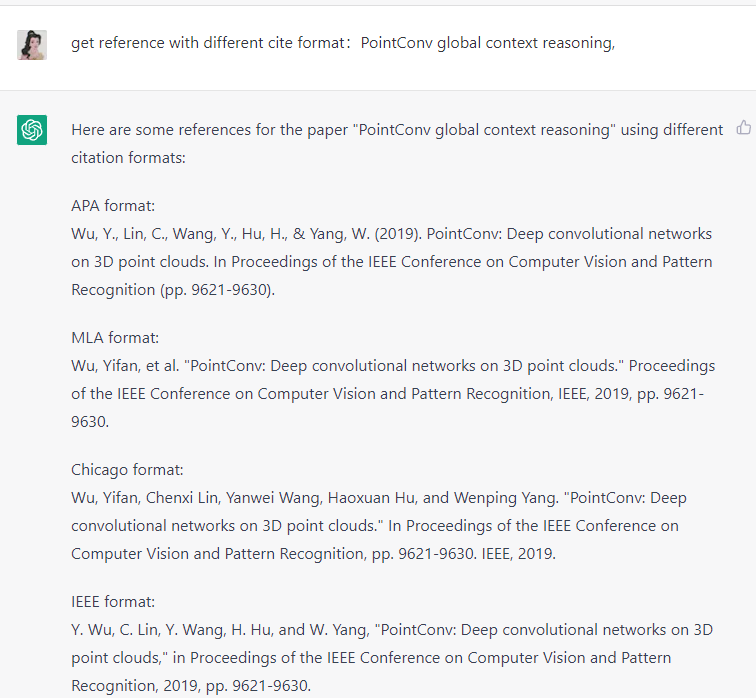 get reference with different cite format：PointConv global context reasoning,
Here are some references for the paper "PointConv global context reasoning" using different
citation formats:
APA format:
Wu, Y., Lin, C., Wang, Y., Hu, H., & Yang, W. (2019). PointConv: Deep convolutional networks
on 3D point clouds. In Proceedings of the IEEE Conference on Computer Vision and Pattern
Recognition (pp. 9621-9630).
MLA format:
Wu, Yifan, et al. "PointConv: Deep convolutional networks on 3D point clouds." Proceedings
of the IEEE Conference on Computer Vision and Pattern Recognition, IEEE, 2019, pp. 9621-
9630.
Chicago format:
Wu, Yifan, Chenxi Lin, Yanwei Wang, Haoxuan Hu, and Wenping Yang. "PointConv: Deep
convolutional networks on 3D point clouds." In Proceedings of the IEEE Conference on
Computer Vision and Pattern Recognition, pp. 9621-9630. IEEE, 2019.
IEEE format:
Y. Wu, C. Lin, Y. Wang, H. Hu, and W. Yang, "PointConv: Deep convolutional networks on 3D
point clouds," in Proceedings of the IEEE Conference on Computer Vision and Pattern
Recognition, 2019, pp. 9621-9630.